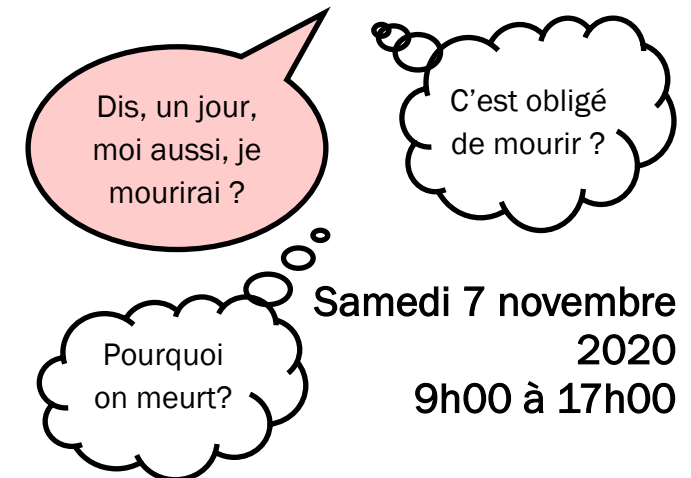 Dis, un jour,
moi aussi, je
mourirai ?
C'est obligé
de mourir ?
Pourquoi
on meurt?
Samedi 7 novembre
2020
9h00 à 17h00